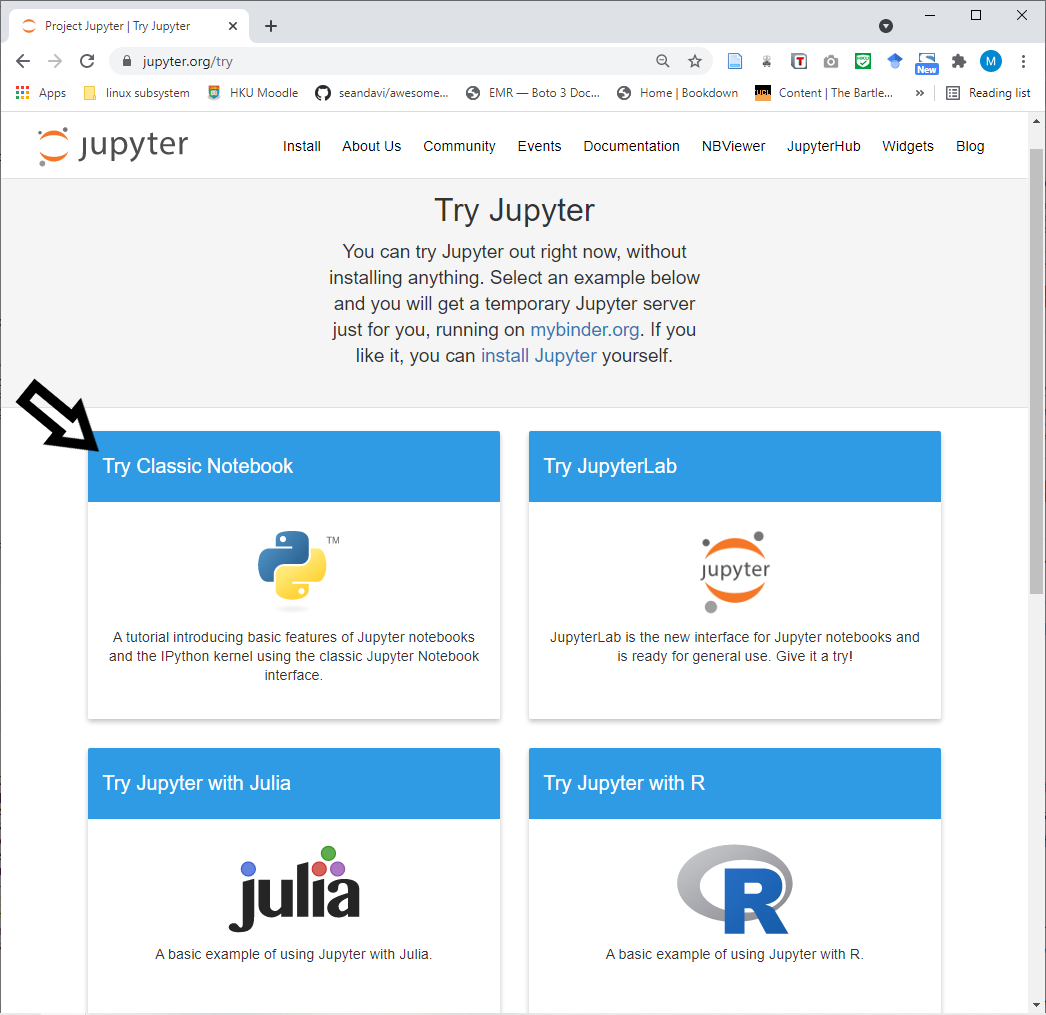 Project Jupyter | Try Jupyter
jupyter.org/try
T
New
M
Apps
linux subsystem
HKU Moodle
seandavi/awesome...
EMR — Boto 3 Doc...
Home | Bookdown
Content | The Bartle...
»
Reading list
jupyter
Install
About Us
Community
Events
Documentation
NBViewer
JupyterHub
Widgets
Blog
Try Jupyter
You can try Jupyter out right now, without
installing anything. Select an example below
and you will get a temporary Jupyter server
just for you, running on mybinder.org. If you
like it, you can install Jupyter yourself.
Try Classic Notebook
TM
A tutorial introducing basic features of Jupyter notebooks
and the IPython kernel using the classic Jupyter Notebook
interface.
Try JupyterLab
jupyter
JupyterLab is the new interface for Jupyter notebooks and
is ready for general use. Give it a try!
Try Jupyter with Julia
julia
A basic example of using Jupyter with Julia.
Try Jupyter with R
R
A basic example of using Jupyter with R.